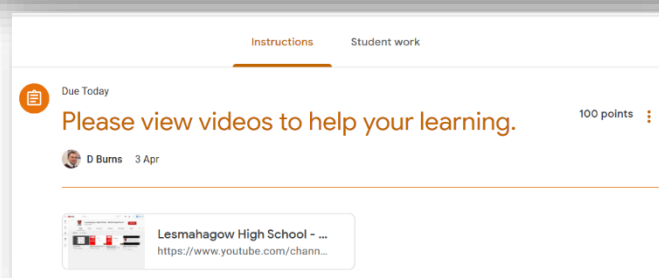 Instructions Student work
Due Today
Please view videos to help your learning.
100 points
D Burns 3 Apr
Lesmahagow High School - ...
https://www.youtube.com/chann...